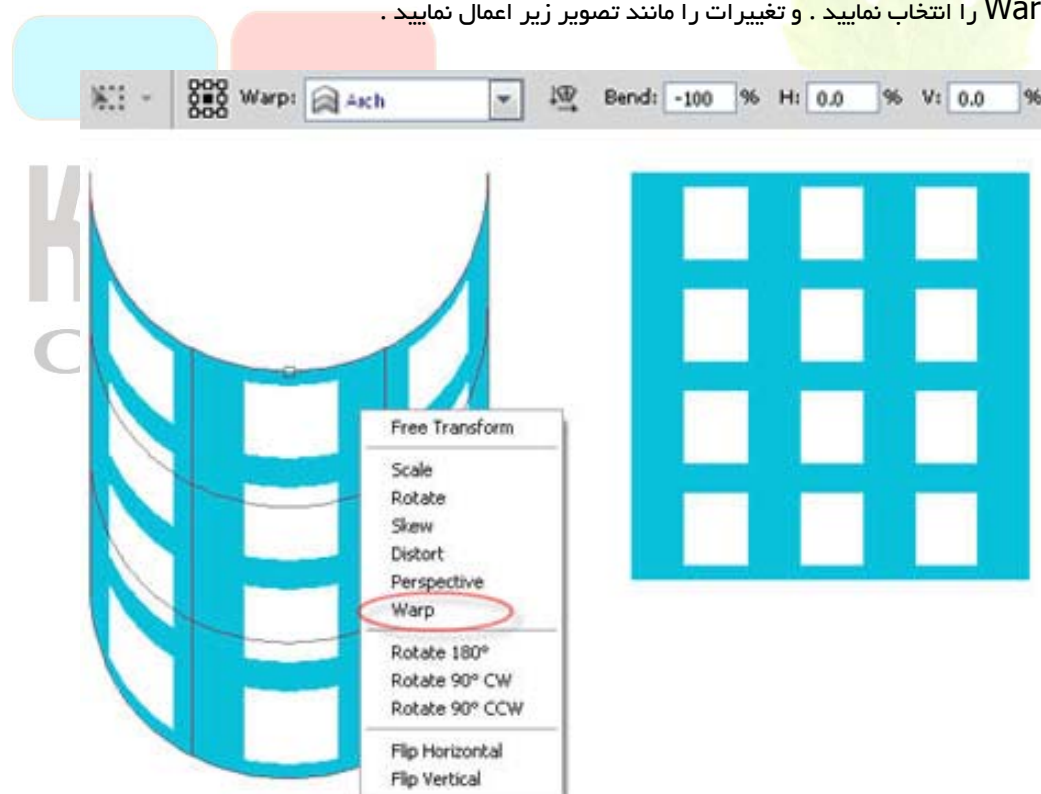 War را انتخاب نمایید . و تغییرات را مانند تصویر زیر اعمال نمایید .
Warp: Arch Bend: -100 % H: 0.0 % V: 0.0 %
K
C
Free Transform
Scale
Rotate
Skew
Distort
Perspective
Warp
Rotate 180°
Rotate 90° CW
Rotate 90° CCW
Flip Horizontal
Flip Vertical